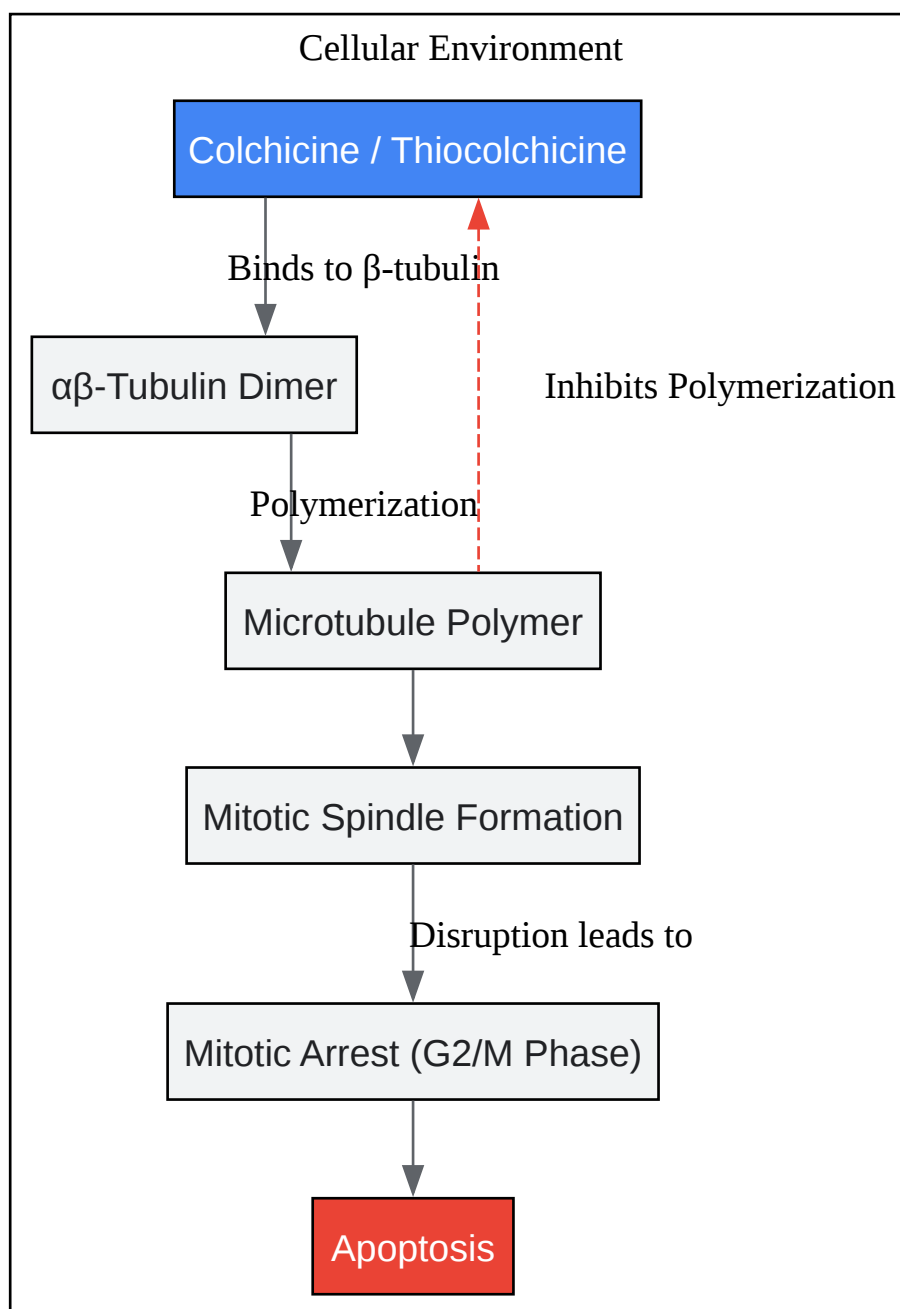 Cellular Environment
Colchicine / Thiocolchicine
Binds to β-tubulin
αβ-Tubulin Dimer
Inhibits Polymerization
Polymerization
Microtubule Polymer
Mitotic Spindle Formation
Disruption leads to
Mitotic Arrest (G2/M Phase)
Apoptosis